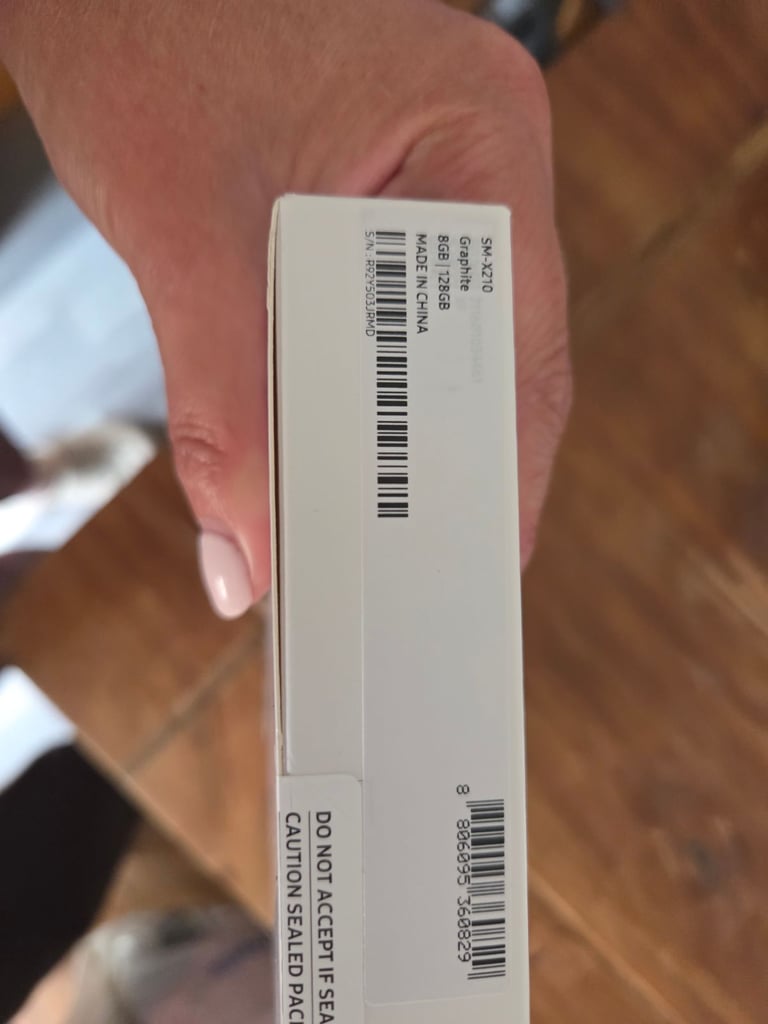 SM-X210
Graphite
8GB | 128GB
MADE IN CHINA
S/N : R92Y503JRMD
8 806095 360829
DO NOT ACCEPT IF SEA
CAUTION SEALED PAC